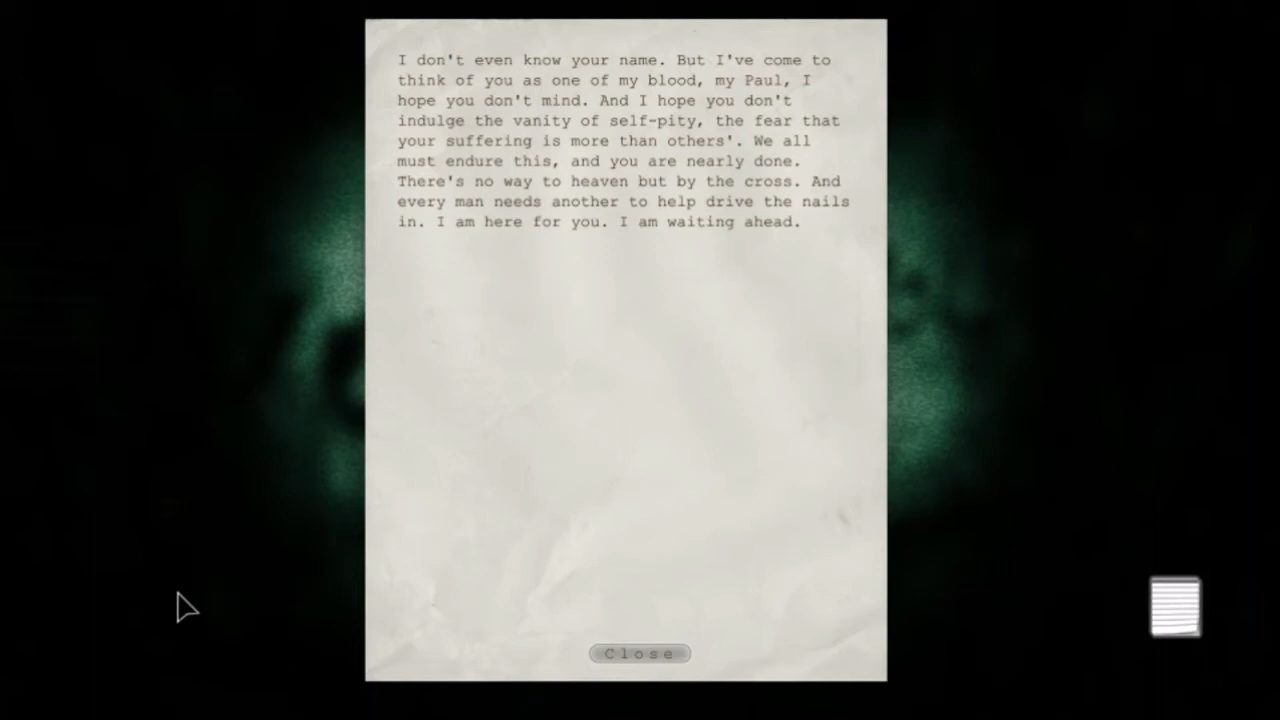 I don't even know your name. But I've come to
think of you as one of my blood, my Paul, I
hope you don't mind. And I hope you don't
indulge the vanity of self-pity, the fear that
your suffering is more than others'. We all
must endure this, and you are nearly done.
There's no way to heaven but by the cross. And
every man needs another to help drive the nails
in. I am here for you. I am waiting ahead.
Close